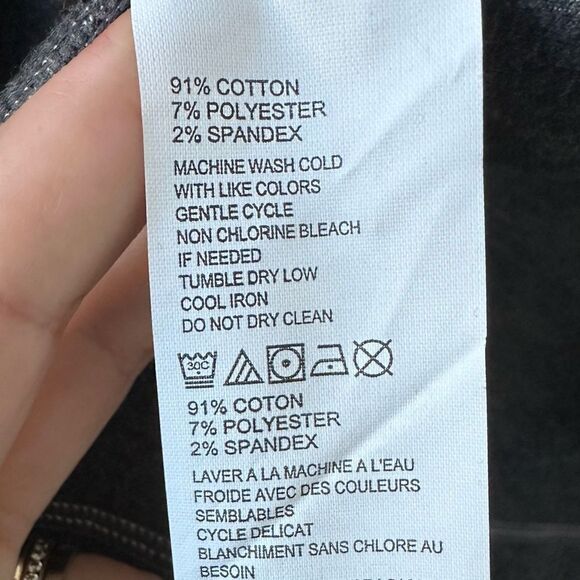 91% COTTON
7% POLYESTER
2% SPANDEX
MACHINE WASH COLD
WITH LIKE COLORS
GENTLE CYCLE
NON CHLORINE BLEACH
IF NEEDED
TUMBLE DRY LOW
COOL IRON
DO NOT DRY CLEAN
30C
91% COTON
7% POLYESTER
2% SPANDEX
LAVER A LA MACHINE A L'EAU
FROIDE AVEC DES COULEURS
SEMBLABLES
CYCLE DELICAT
BLANCHIMENT SANS CHLORE AU
BESOIN